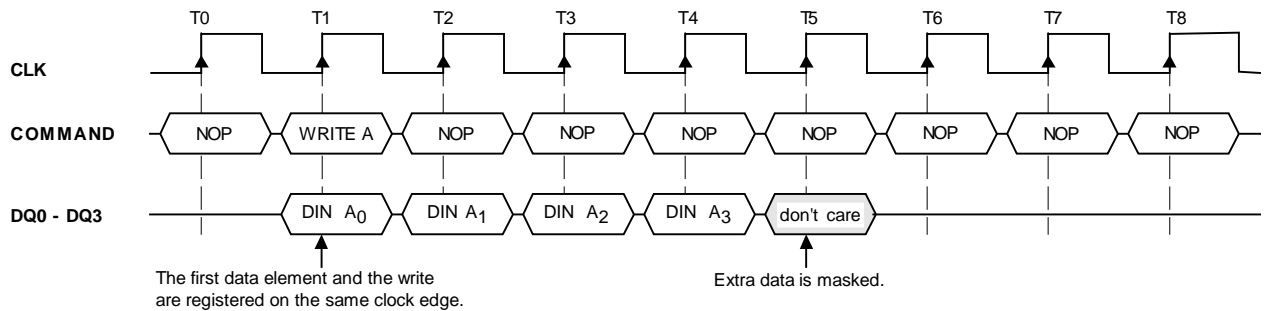 T0 T1 T2 T3 T4 T5 T6 T7 T8
CLK
COMMAND NOP WRITE A NOP NOP NOP NOP NOP NOP NOP
DQ0 - DQ3 DIN A0 DIN A1 DIN A2 DIN A3 don't care
The first data element and the write
are registered on the same clock edge.
Extra data is masked.